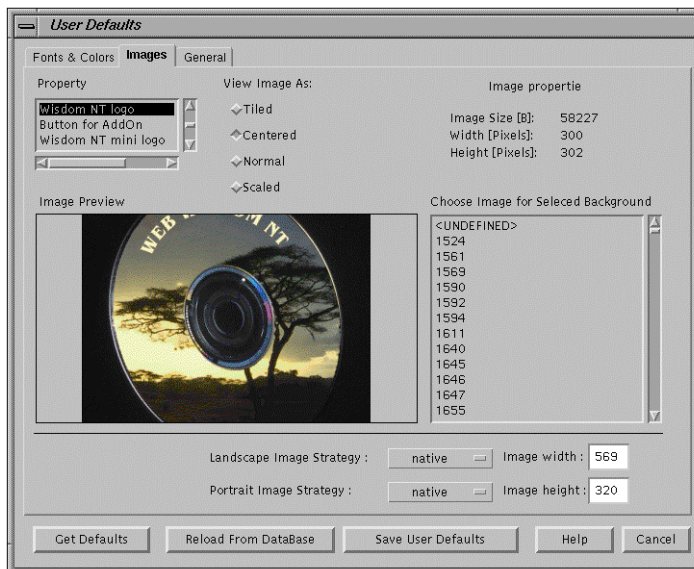 User Defaults
Fonts & Colors
Images
General
Property
Wisdom NT logo
Button for AddOn
Wisdom NT mini logo
View Image As:
Tiled
Centered
Normal
Scaled
Image propertie
Image Size [B]: 58227
Width [Pixels]: 300
Height [Pixels]: 302
Image Preview
WEB WISDOM NT
Choose Image for Seleced Background
<UNDEFINED>
1524
1561
1569
1590
1592
1594
1611
1640
1645
1646
1647
1655
Landscape Image Strategy : native Image width : 569
Portrait Image Strategy : native Image height : 320
Get Defaults
Reload From DataBase
Save User Defaults
Help
Cancel